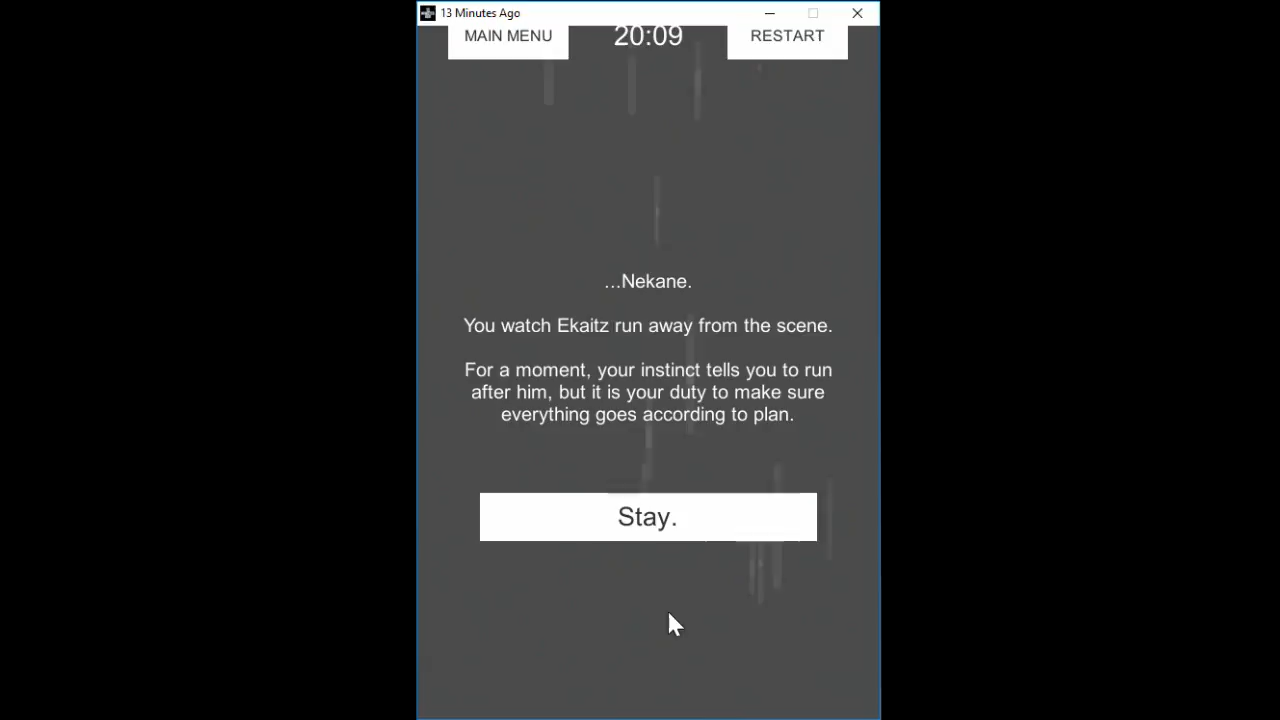 13 Minutes Ago
MAIN MENU
20:09
RESTART
...Nekane.
You watch Ekaitz run away from the scene.
For a moment, your instinct tells you to run
after him, but it is your duty to make sure
everything goes according to plan.
Stay.